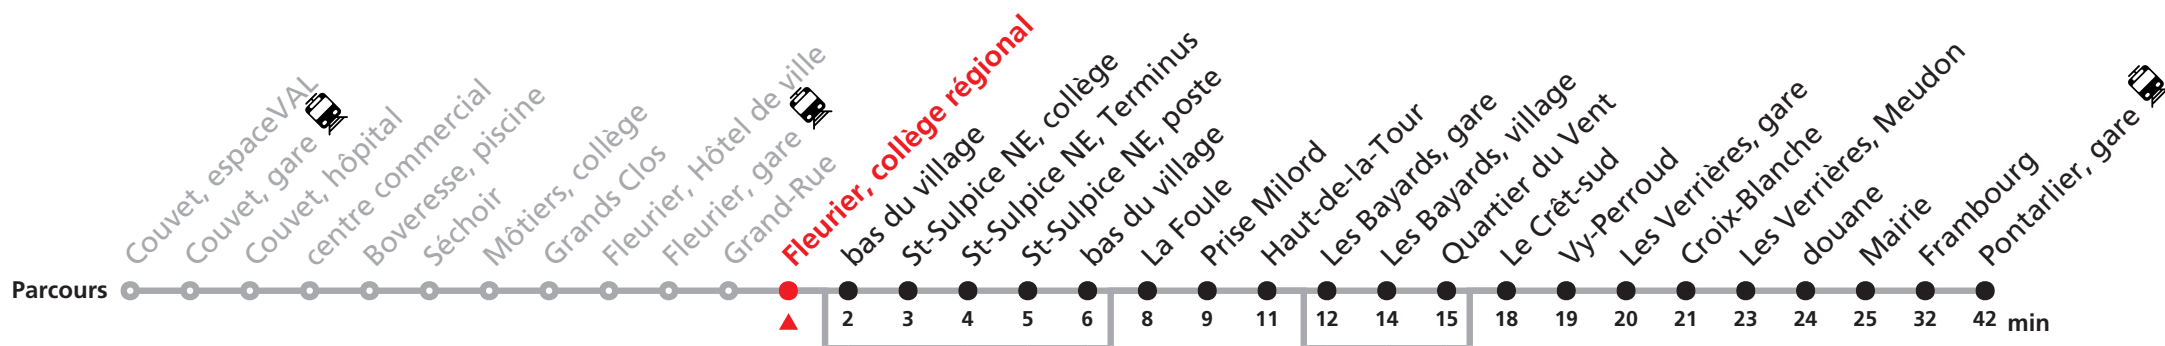 Couvet, espaceVAL
Couvet, gare
Couvet, hôpital
centre commercial
Boveresse, piscine
Séchoir
Môtiers, collège
Grands Clos
Fleurier, Hôtel de ville
Fleurier, gare
Grand-Rue
Fleurier, collège régional
bas du village
St-Sulpice NE, collège
St-Sulpice NE, Terminus
St-Sulpice NE, poste
bas du village
La Foule
Prise Milord
Haut-de-la-Tour
Les Bayards, gare
Les Bayards, village
Quartier du Vent
Le Crêt-sud
Vy-Perroud
Les Verrières, gare
Croix-Blanche
Les Verrières, Meudon
douane
Mairie
Frambourg
Pontarlier, gare
Parcours
2 3 4 5 6 8 9 11 12 14 15 18 19 20 21 23 24 25 32 42 min